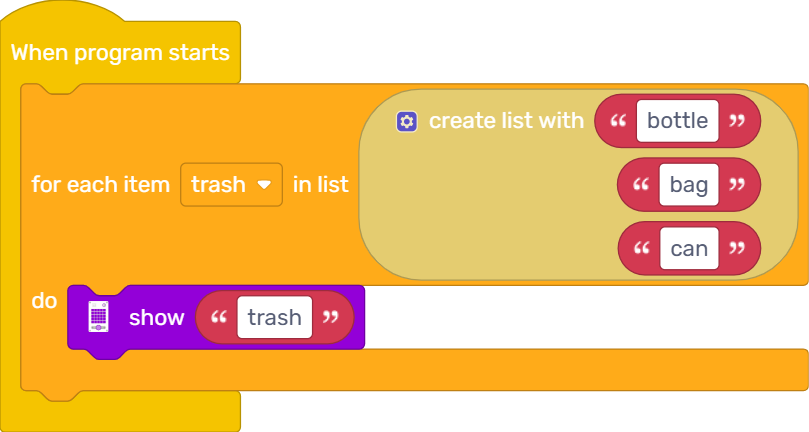 When program starts
create list with “ bottle ”
for each item trash in list “ bag ”
“ can ”
do
show “ trash ”